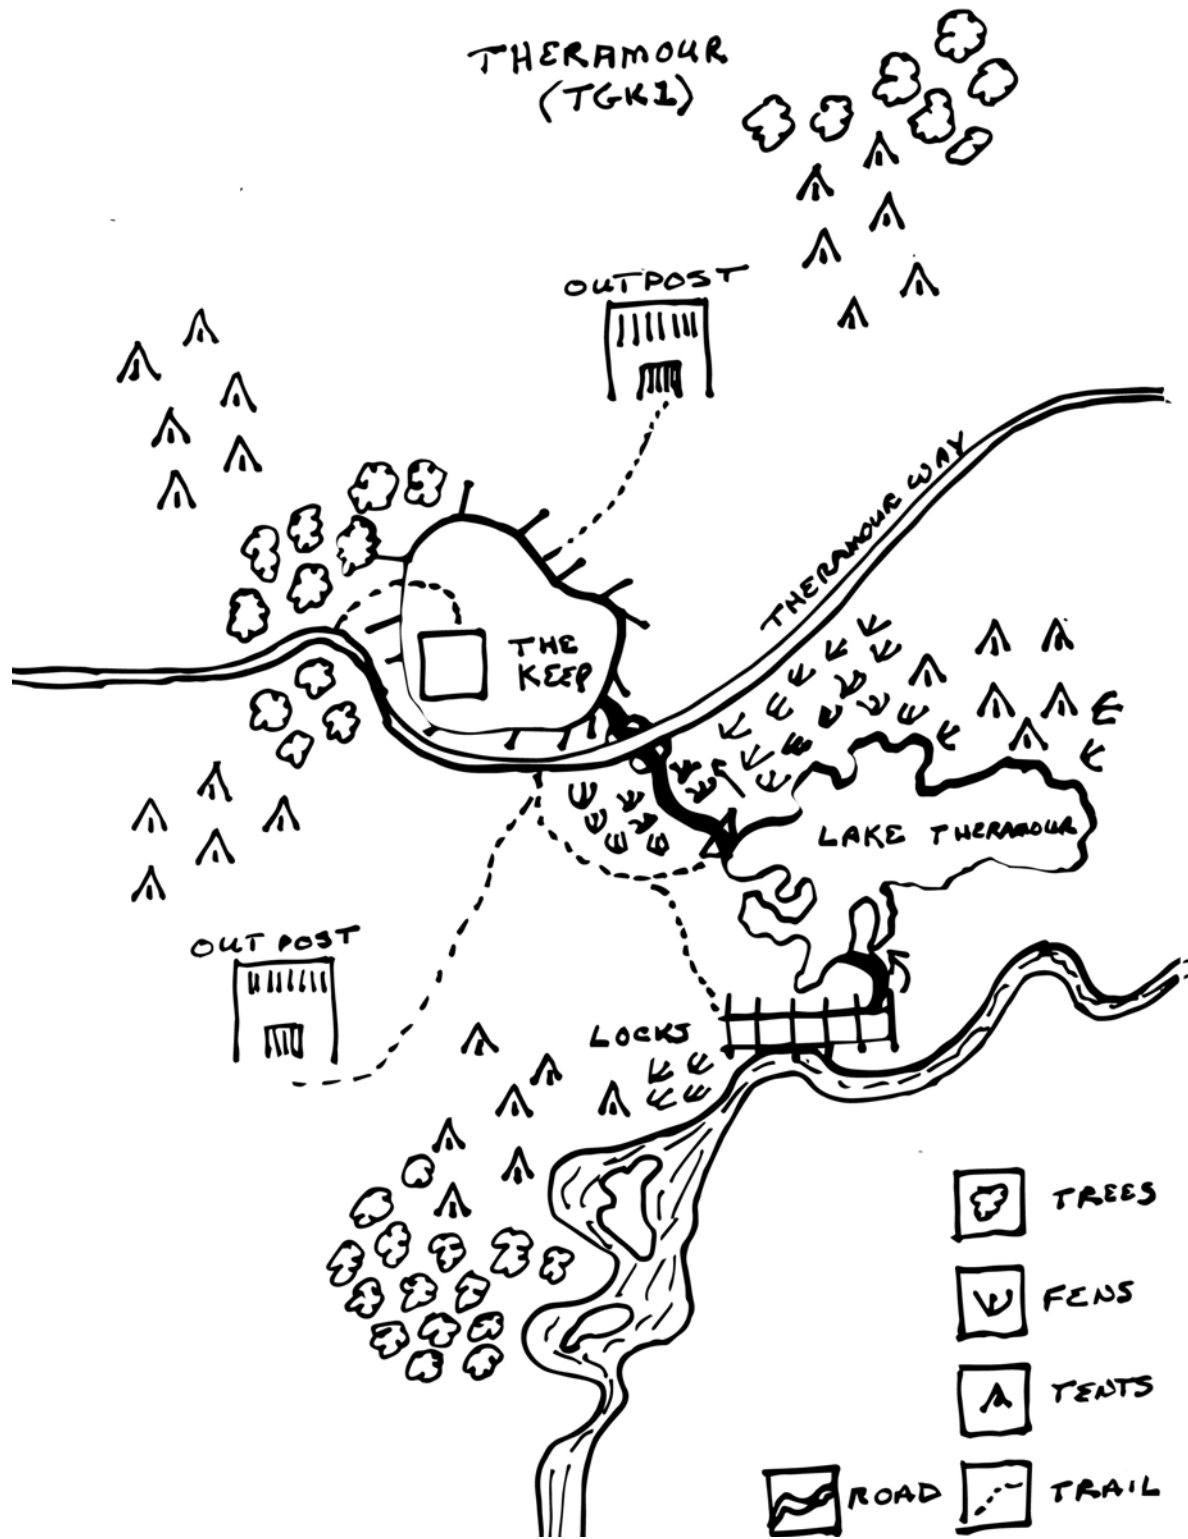 THERAMOUR
(TGK1)
OUTPOST
THERAMOUR WAY
THE
KEEP
LAKE THERAMOUR
OUT POST
LOCKS
TREES
FENS
TENTS
ROAD
TRAIL